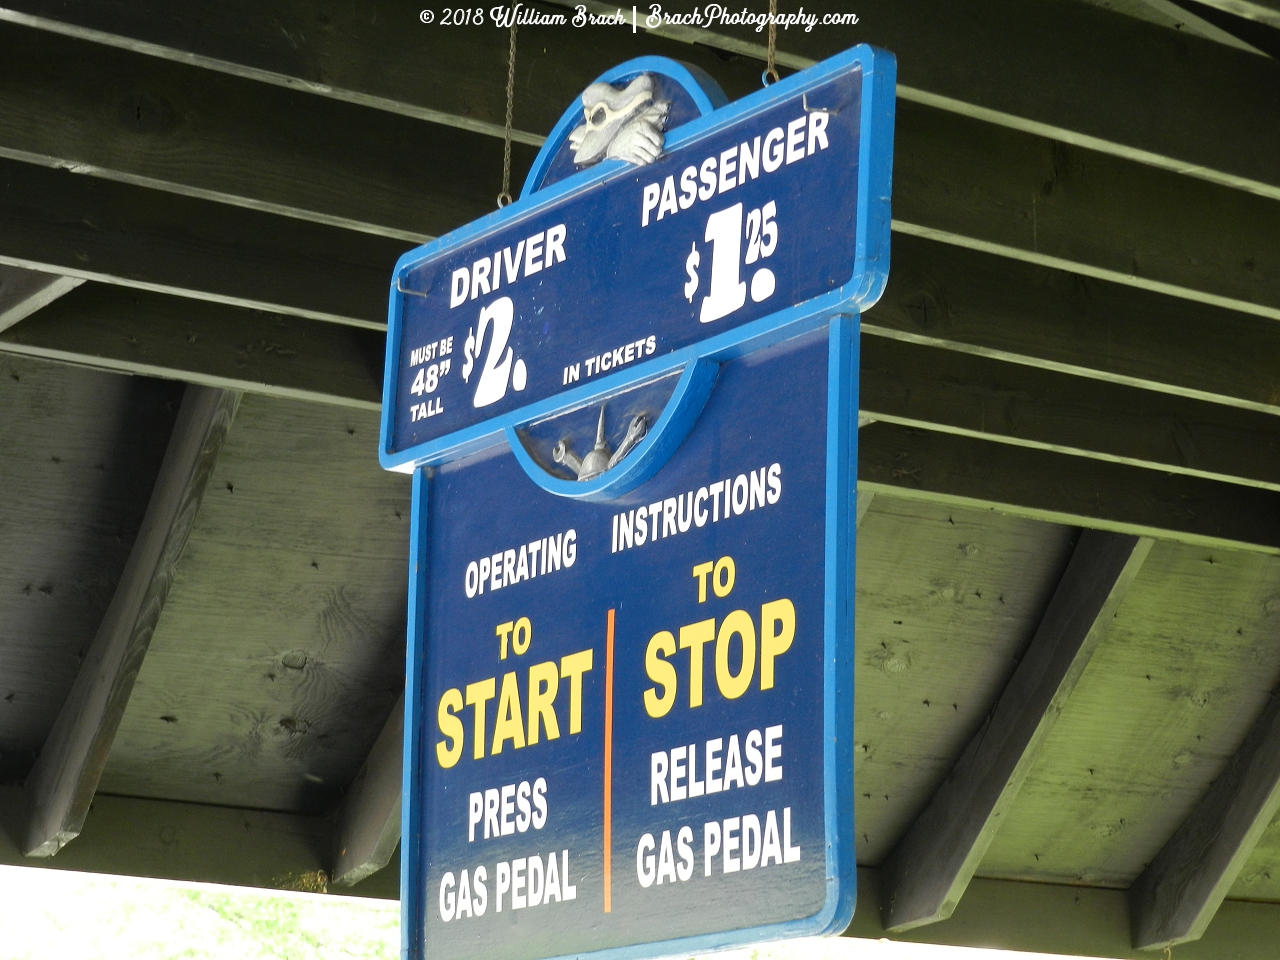 © 2018 William Brach | BrachPhotography.com
DRIVER
MUST BE
48”
TALL
$2.
PASSENGER
$1.25
IN TICKETS
OPERATING INSTRUCTIONS
TO
START
PRESS
GAS PEDAL
TO
STOP
RELEASE
GAS PEDAL